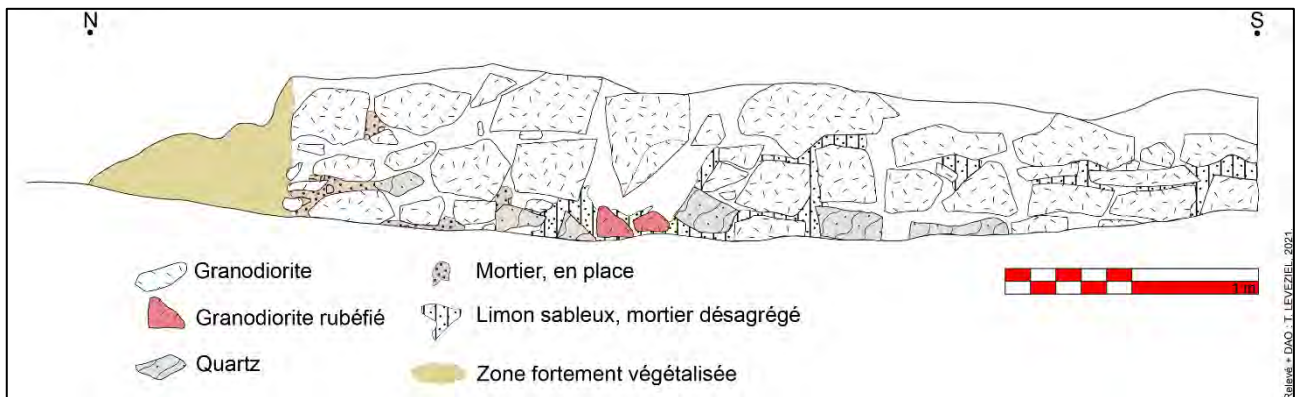 N
S
Granodiorite
Granodiorite rubéfié
Quartz
Mortier, en place
Limon sableux, mortier désagrégé
Zone fortement végétalisée
1 m
Relevé + DAO : T. LEVEZIEL, 2021